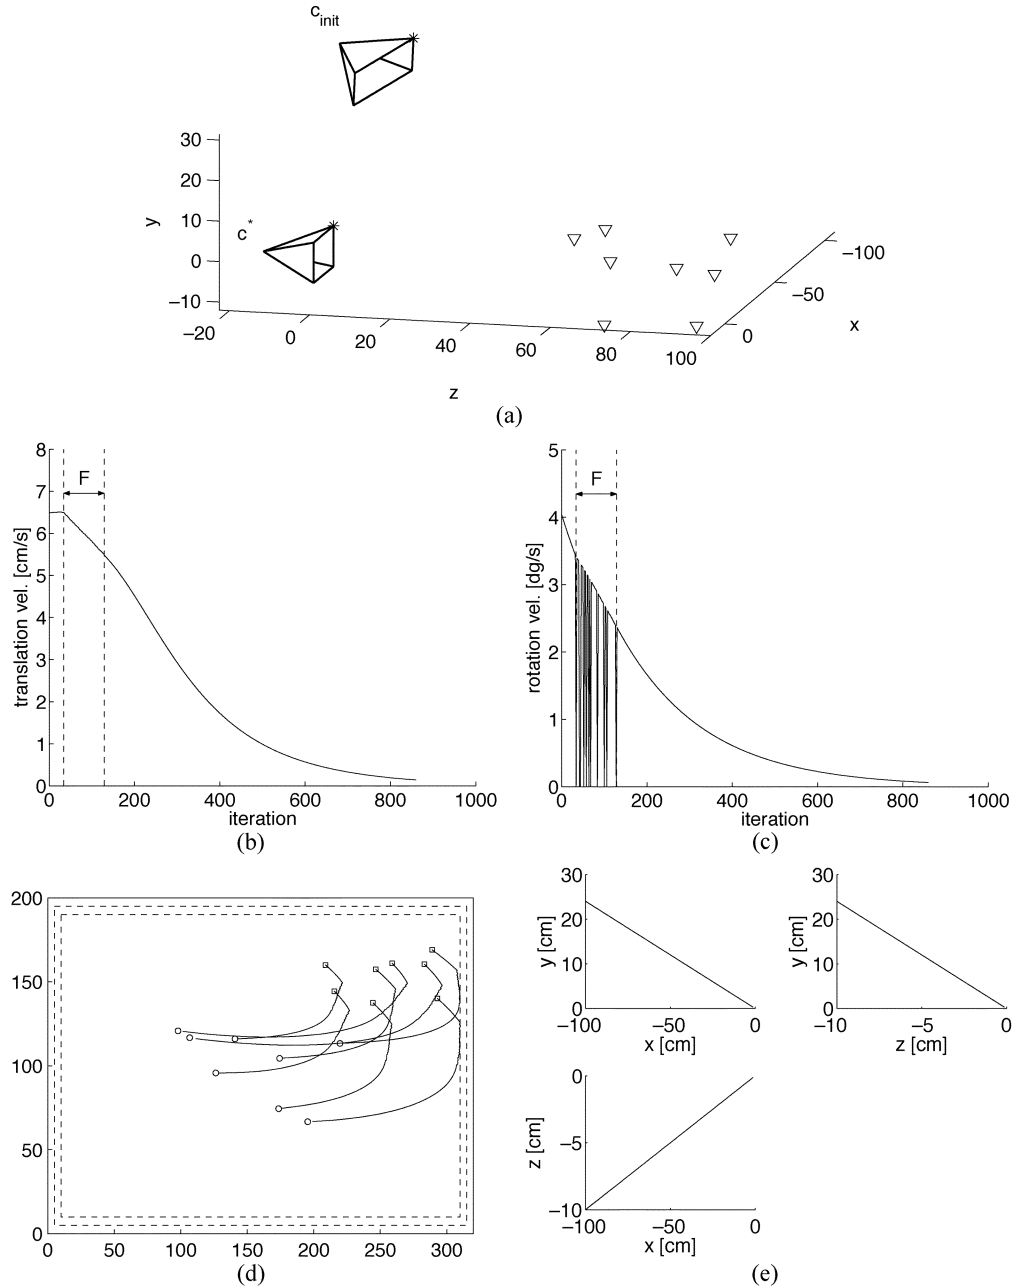 c_init
30
20
10
0
−10
y
c*
−20
0
20
40
60
80
100
z
0
−50
−100
x
(a)
8
7
6
5
4
3
2
1
0
translation vel. [cm/s]
F
0 200 400 600 800 1000
iteration
(b)
5
4
3
2
1
0
rotation vel. [dg/s]
F
0 200 400 600 800 1000
iteration
(c)
200
150
100
50
0
0 50 100 150 200 250 300
(d)
30
20
10
0
y [cm]
−100 −50 0
x [cm]
30
20
10
0
y [cm]
−10 −5 0
z [cm]
0
−5
−10
z [cm]
−100 −50 0
x [cm]
(e)